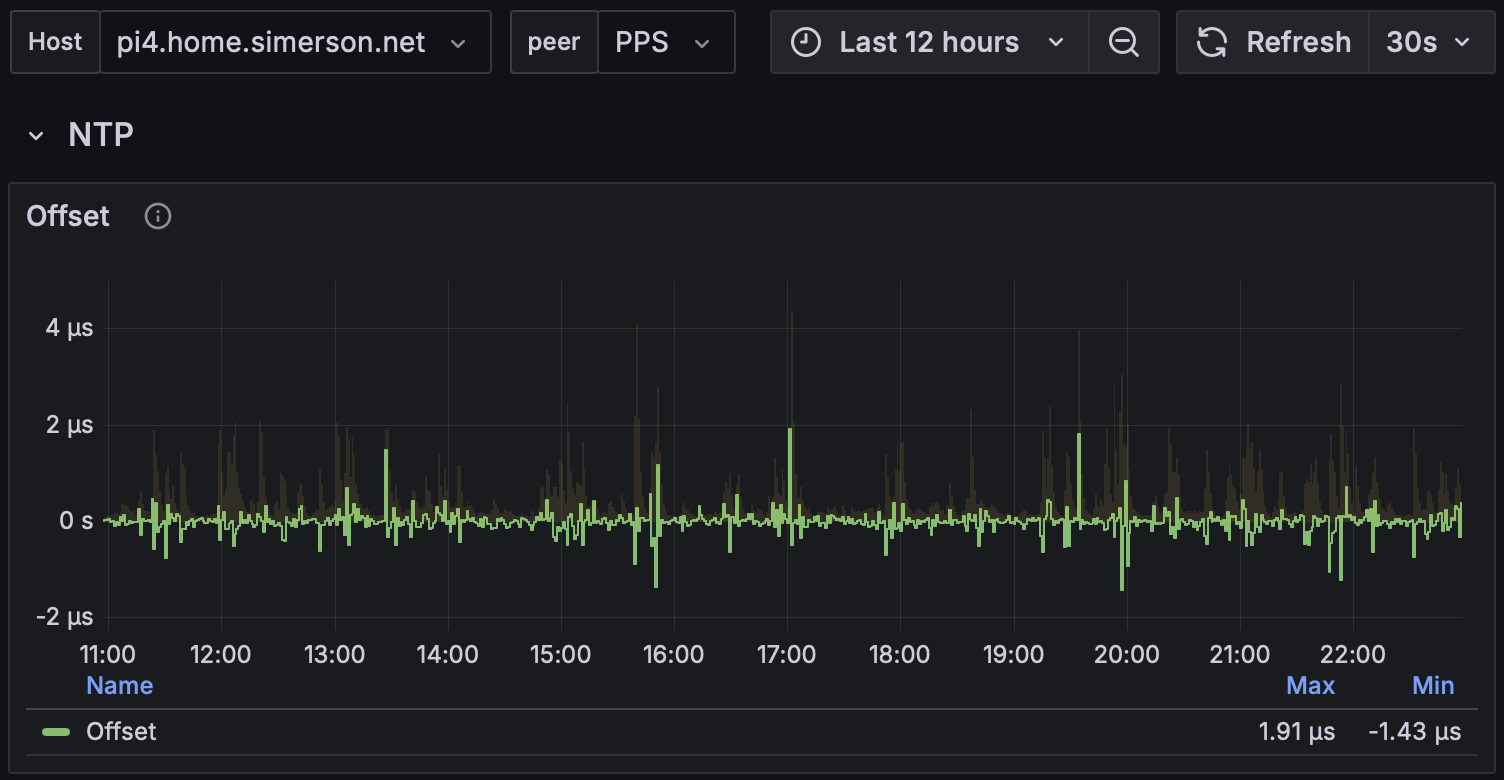 Host pi4.home.simerson.net peer PPS Last 12 hours Refresh 30s
NTP
Offset
4 µs
2 µs
0 s
-2 µs
11:00 12:00 13:00 14:00 15:00 16:00 17:00 18:00 19:00 20:00 21:00 22:00
Name Max Min
Offset 1.91 µs -1.43 µs